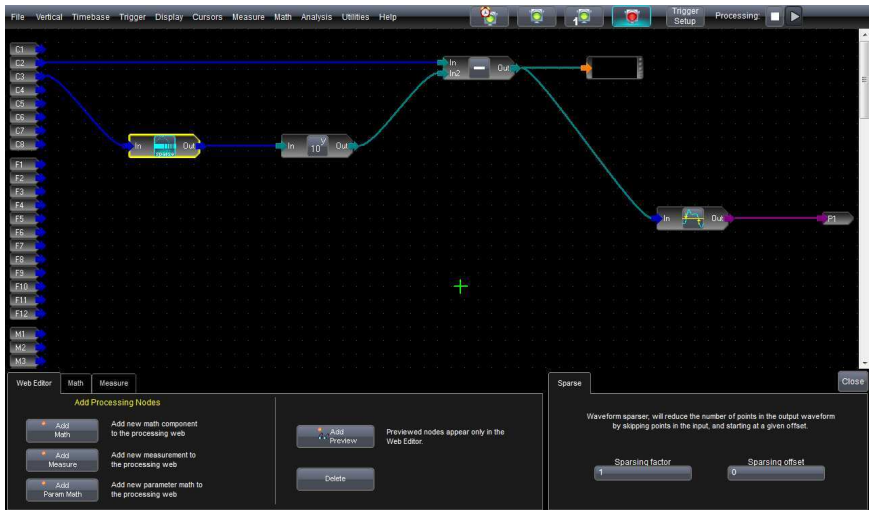 File Vertical Timebase Trigger Display Cursors Measure Math Analysis Utilities Help
1
Trigger Setup
Processing:
C1
C2
C3
C4
C5
C6
C7
C8
F1
F2
F3
F4
F5
F6
F7
F8
F9
F10
F11
F12
M1
M2
M3
In Out
In 10 y Out
In Out
In2
In Out
P1
Web Editor Math Measure
Add Processing Nodes
Add Math
Add new math component
to the processing web
Add Measure
Add new measurement to
the processing web
Add Param Math
Add new parameter math to
the processing web
Add Preview
Previewed nodes appear only in the
Web Editor.
Delete
Sparse
Close
Waveform sparser, will reduce the number of points in the output waveform
by skipping points in the input, and starting at a given offset.
Sparsing factor
1
Sparsing offset
0